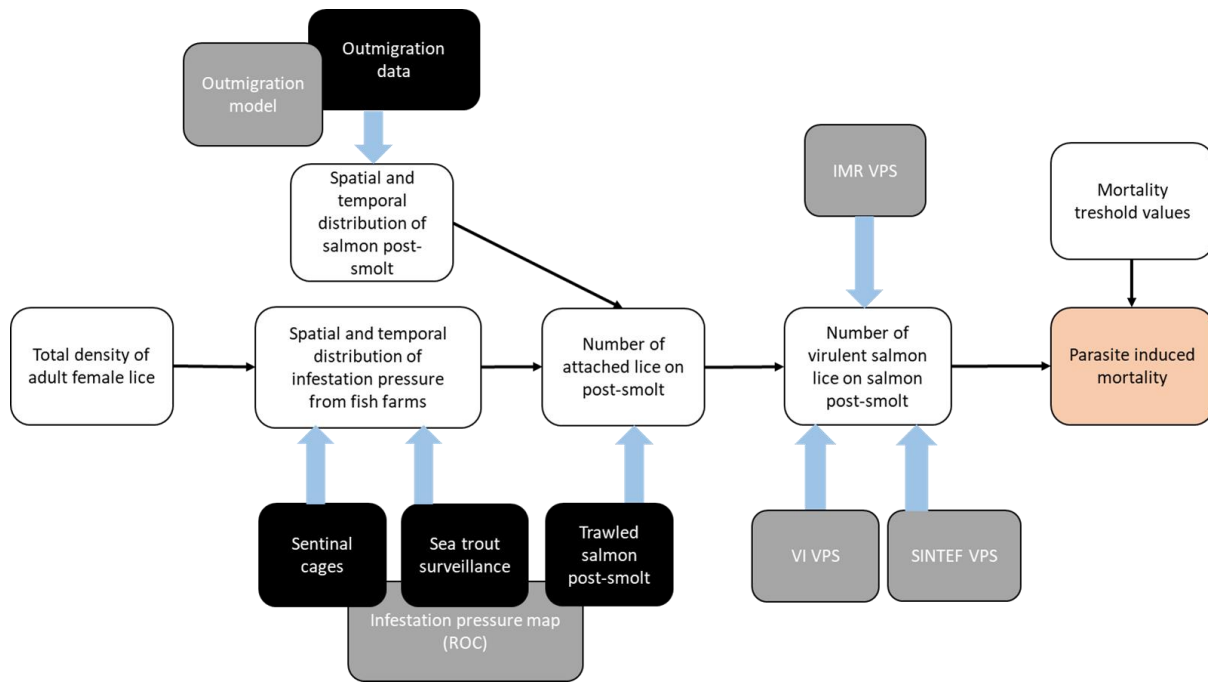 Outmigration
data
Outmigration
model
Spatial and
temporal
distribution of
salmon post-
smolt
IMR VPS
Mortality
treshold values
Total density of
adult female lice
Spatial and temporal
distribution of
infestation pressure
from fish farms
Number of
attached lice on
post-smolt
Number of
virulent salmon
lice on salmon
post-smolt
Parasite induced
mortality
Sentinal
cages
Sea trout
surveillance
Trawled
salmon
post-smolt
Infestation pressure map
(ROC)
VI VPS
SINTEF VPS